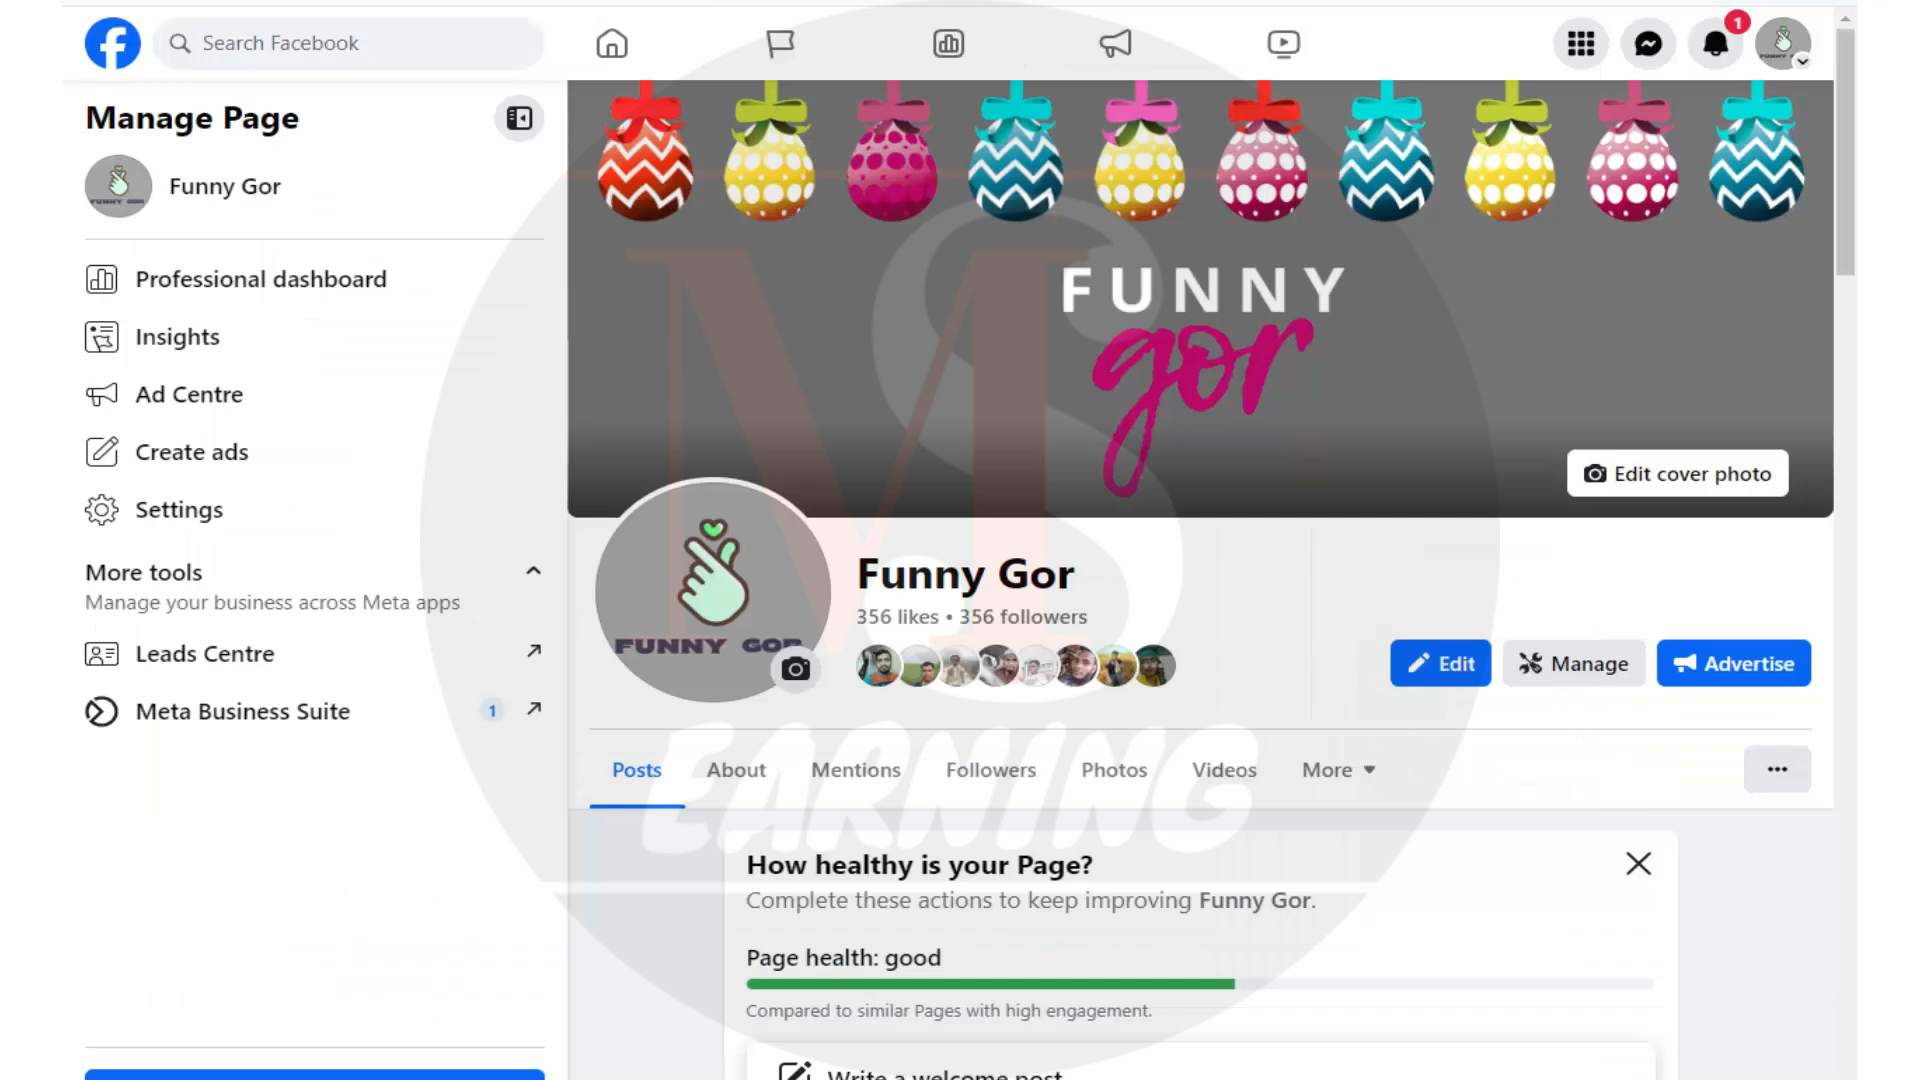 Search Facebook
1
Manage Page
Funny Gor
FUNNY GOR
Professional dashboard
Insights
Ad Centre
Create ads
Settings
More tools
Manage your business across Meta apps
Leads Centre
Meta Business Suite 1
FUNNY
gor
Edit cover photo
FUNNY GOR
Funny Gor
356 likes • 356 followers
Edit Manage Advertise
MS
EARNING
Posts About Mentions Followers Photos Videos More
How healthy is your Page?
Complete these actions to keep improving Funny Gor.
Page health: good
Compared to similar Pages with high engagement.
Write a welcome post